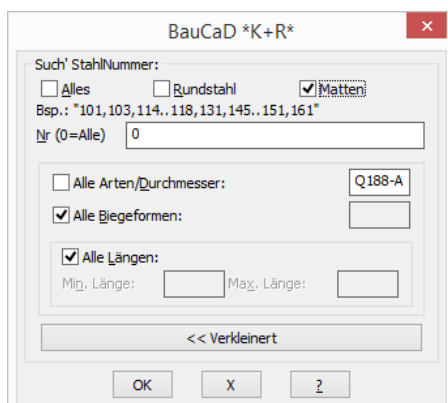 BauCaD *K+R*
Such' StahlNummer:
Alles Rundstahl Matten
Bsp.: "101,103,114..118,131,145..151,161"
Nr (0=Alle) 0
Alle Arten/Durchmesser: Q188-A
Alle Biegeformen:
Alle Längen:
Min. Länge: Max. Länge:
<< Verkleinert
OK X ?